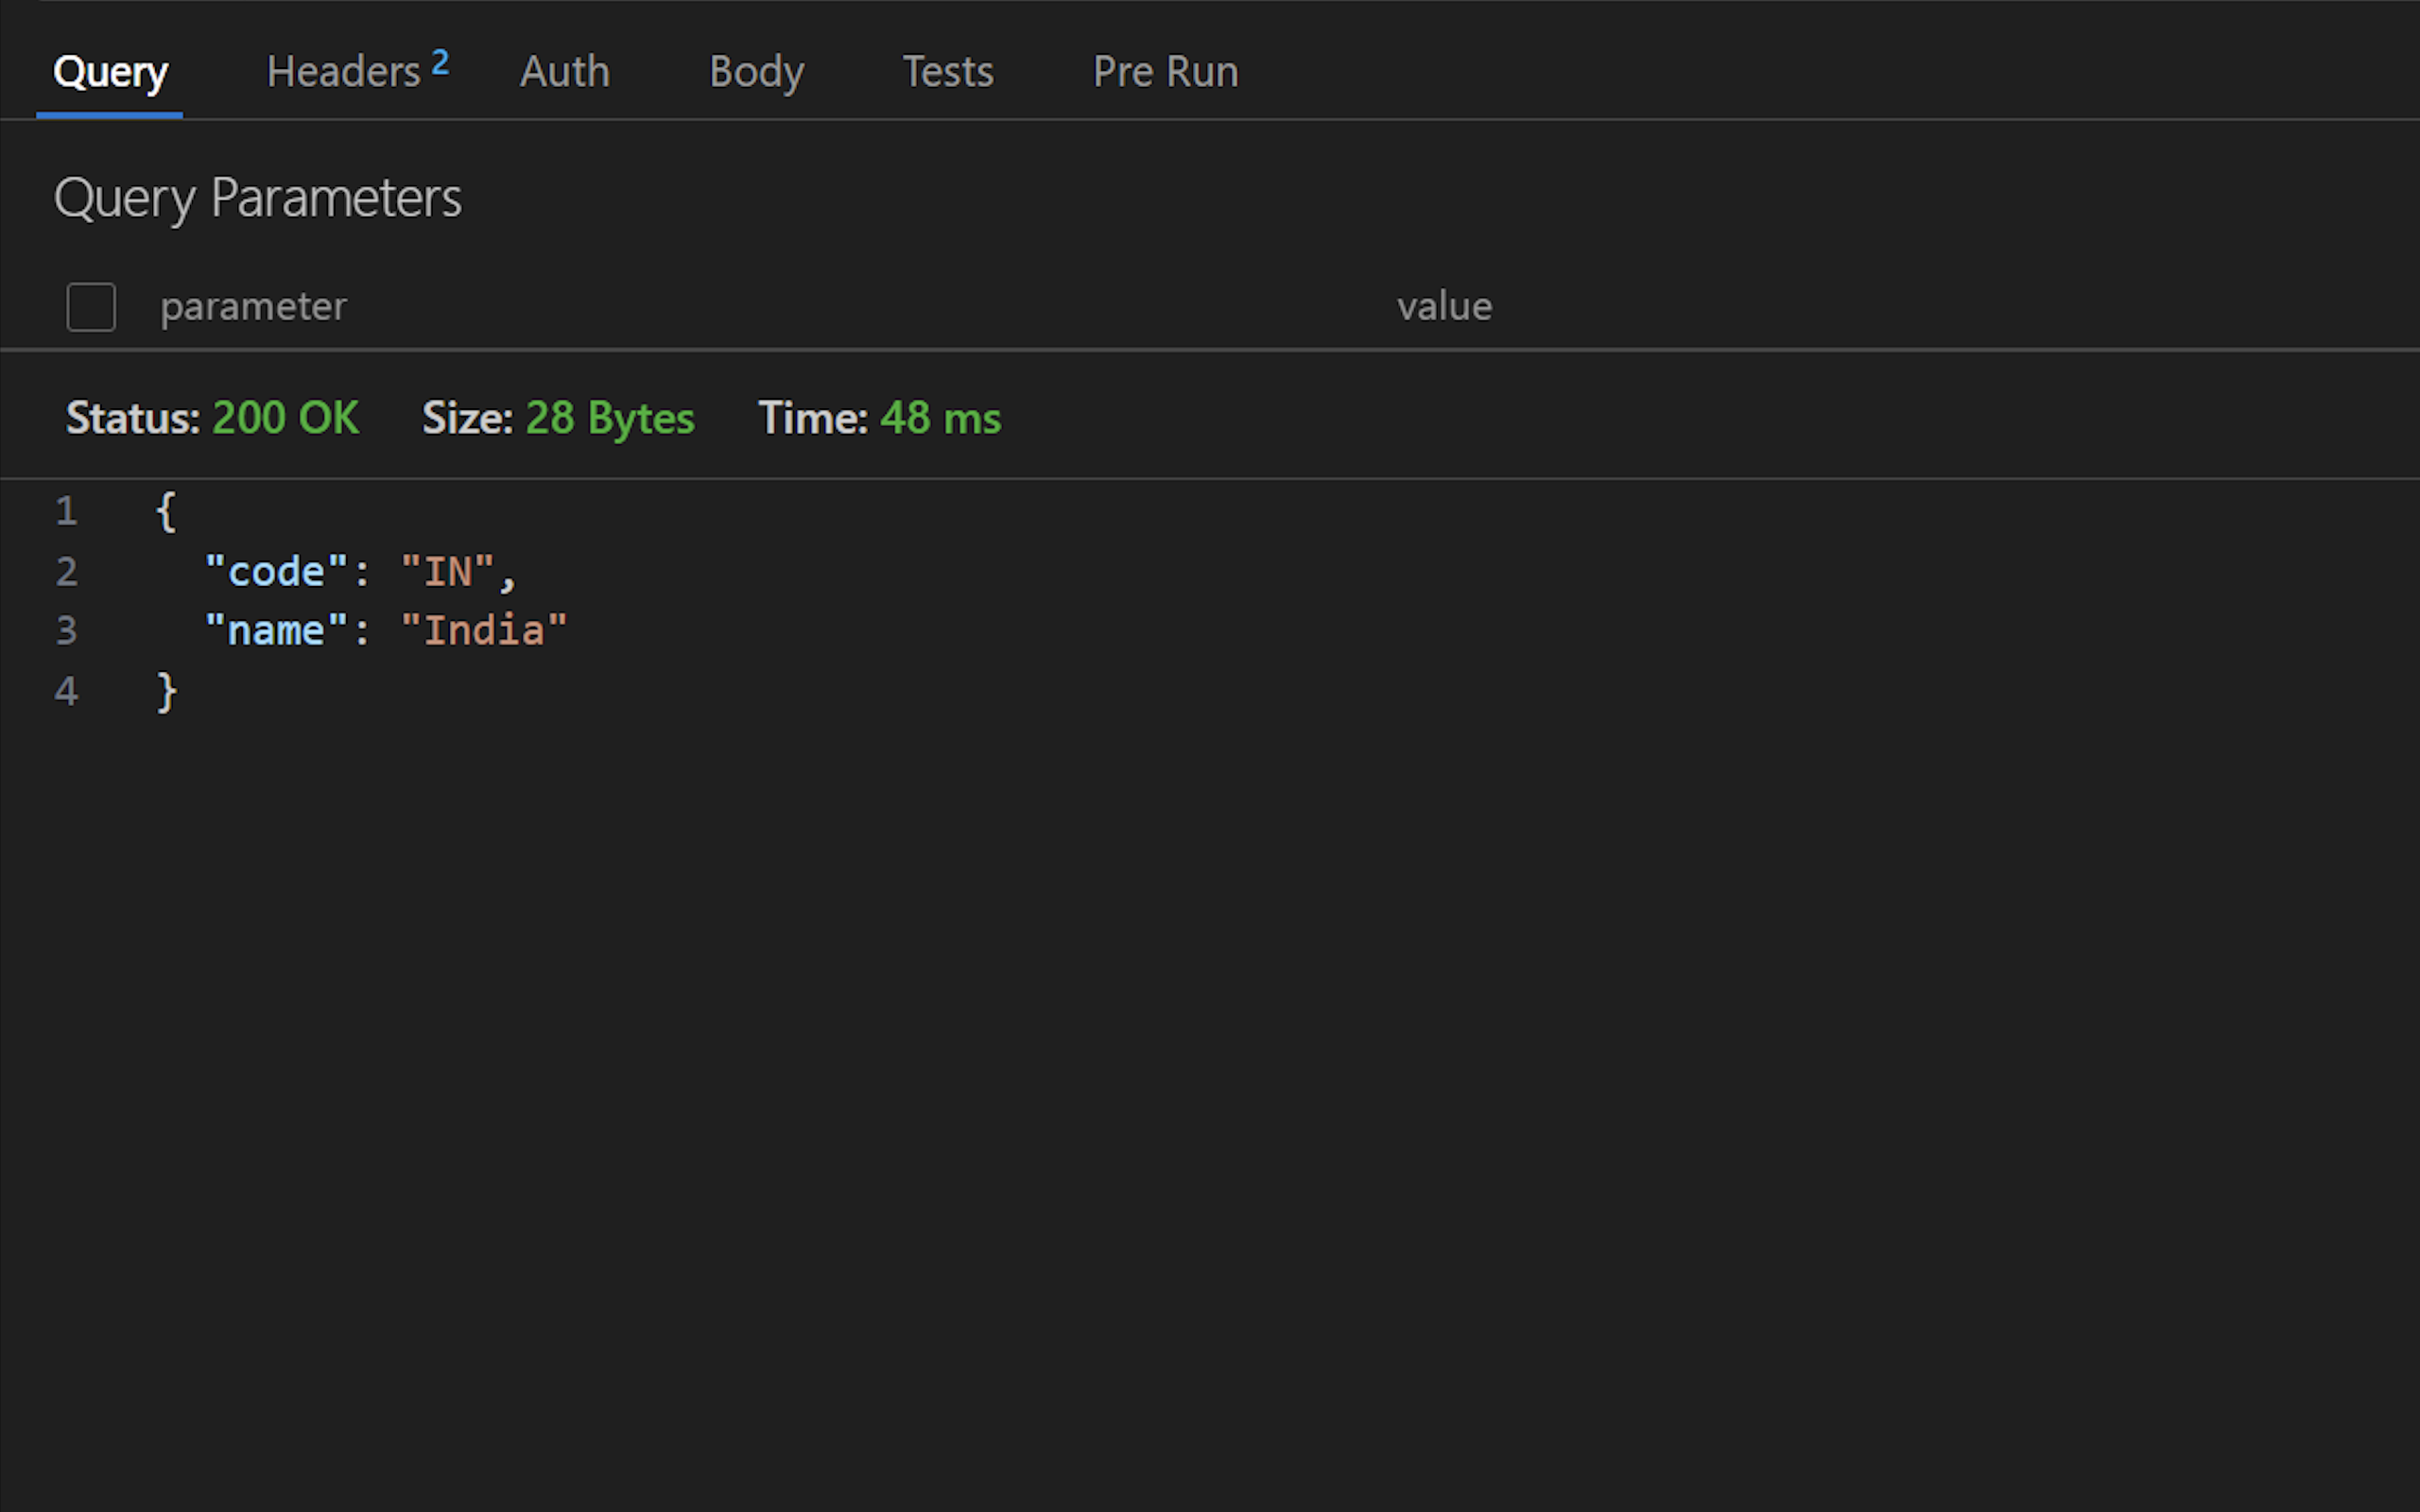 Query Headers 2 Auth Body Tests Pre Run
Query Parameters
parameter value
Status: 200 OK Size: 28 Bytes Time: 48 ms
1 {
2 "code": "IN",
3 "name": "India"
4 }